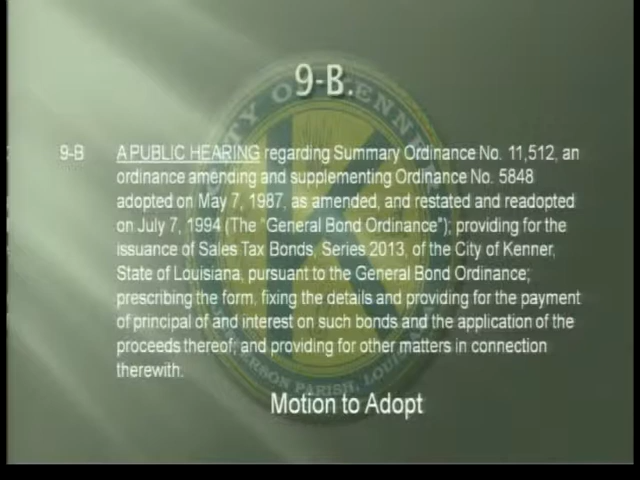 9-B.
9-B A PUBLIC HEARING regarding Summary Ordinance No. 11,512, an
ordinance amending and supplementing Ordinance No. 5848
adopted on May 7, 1987, as amended, and restated and readopted
on July 7, 1994 (The "General Bond Ordinance"); providing for the
issuance of Sales Tax Bonds, Series 2013, of the City of Kenner,
State of Louisiana, pursuant to the General Bond Ordinance;
prescribing the form, fixing the details and providing for the payment
of principal of and interest on such bonds and the application of the
proceeds thereof; and providing for other matters in connection
therewith.
Motion to Adopt